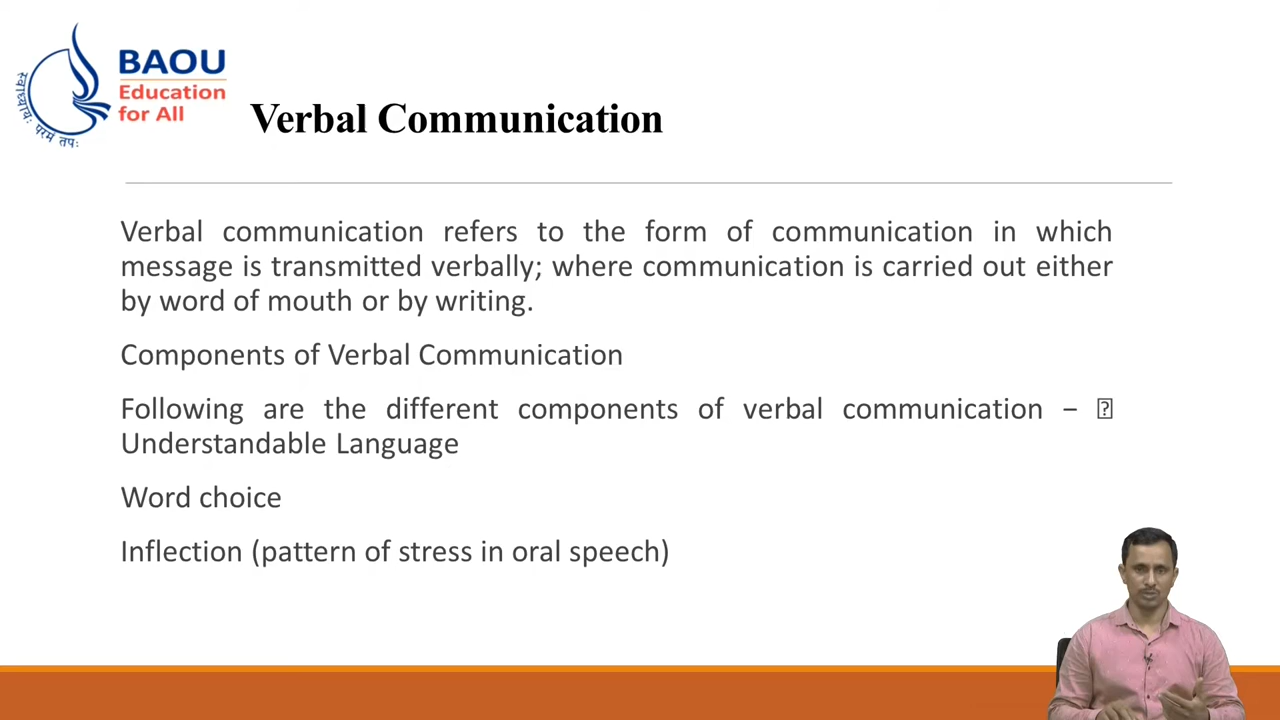 BAOU
Education
for All
स्वाध्यायः परमं तपः
Verbal Communication
Verbal communication refers to the form of communication in which
message is transmitted verbally; where communication is carried out either
by word of mouth or by writing.
Components of Verbal Communication
Following are the different components of verbal communication –
Understandable Language
Word choice
Inflection (pattern of stress in oral speech)